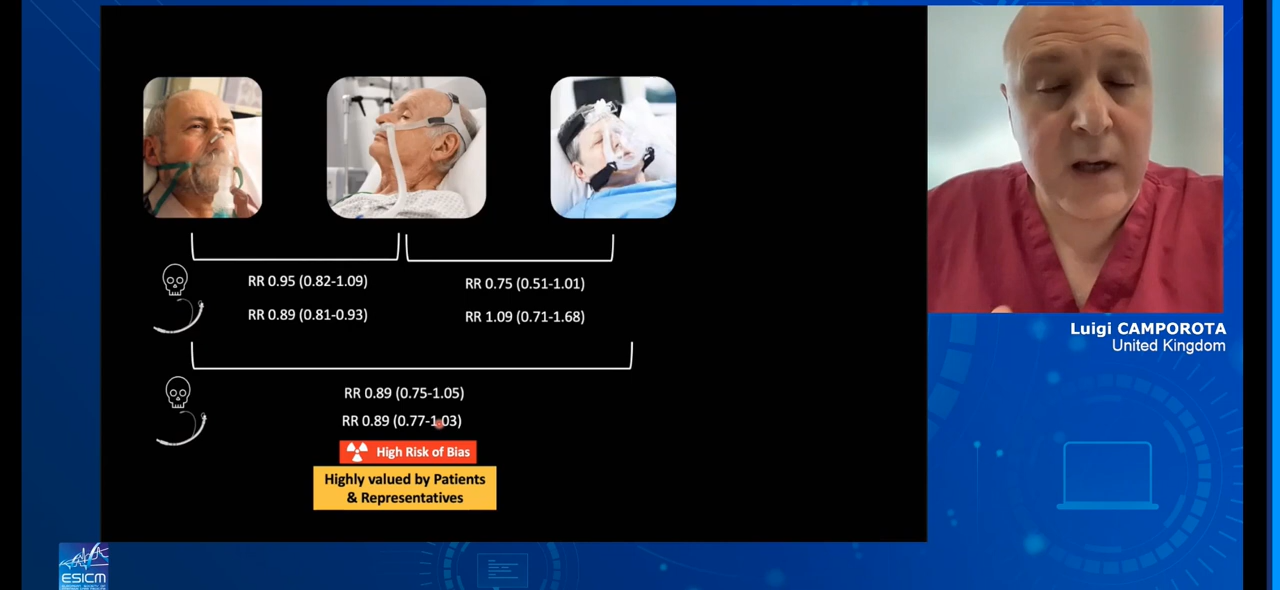 RR 0.95 (0.82-1.09)
RR 0.75 (0.51-1.01)
RR 0.89 (0.81-0.93)
RR 1.09 (0.71-1.68)
RR 0.89 (0.75-1.05)
RR 0.89 (0.77-1.03)
High Risk of Bias
Highly valued by Patients
& Representatives
Luigi CAMPOROTA
United Kingdom
ESICM